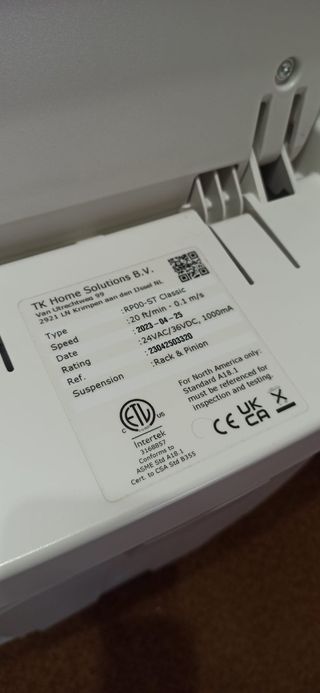 TK Home Solutions B.V.
Van Utrechtweg 99
2921 LN Krimpen aan den IJssel NL
Type : RP00-ST Classic
Speed : 20 ft/min - 0.1 m/s
Date : 2023-04-25
Rating : 24VAC/36VDC, 1000mA
Ref. : 23042503320
Suspension : Rack & Pinion
For North America only:
Standard A18.1
must be referenced for
inspection and testing.
C ETL US
Intertek
3168857
Conforms to
ASME Std A18.1
Cert. to CSA Std B355
CE UK CA